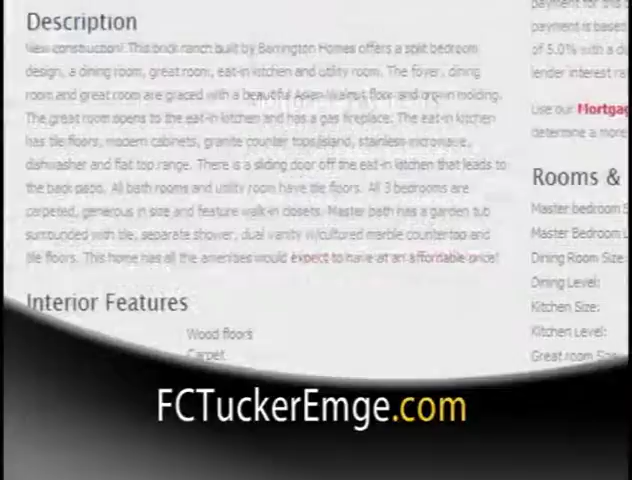 Description
New construction! This brick ranch built by Barrington Homes offers a split bedroom
design, a dining room, great room, eat-in kitchen and utility room. The foyer, dining
room and great room are graced with a beautiful Asian Walnut floor and crown molding.
The great room opens to the eat-in kitchen and has a gas fireplace. The eat-in kitchen
has tile floors, modern cabinets, granite counter tops/island, stainless microwave,
dishwasher and flat top range. There is a sliding door off the eat-in kitchen that leads to
the back patio. All bath rooms and utility room have tile floors. All 3 bedrooms are
carpeted, generous in size and feature walk-in closets. Master bath has a garden tub
surrounded with tile, separate shower, dual vanity w/cultured marble countertop and
tile floors. This home has all the amenities would expect to have at an affordable price!
Interior Features
Wood floors
Carpet
payment for this
payment is based
of 5.0% with a
lender interest
Use our Mortgag
determine a more
Rooms &
Master bedroom
Master Bedroom
Dining Room Size
Dining Level:
Kitchen Size:
Kitchen Level:
Great room Size
FCTuckerEmge.com